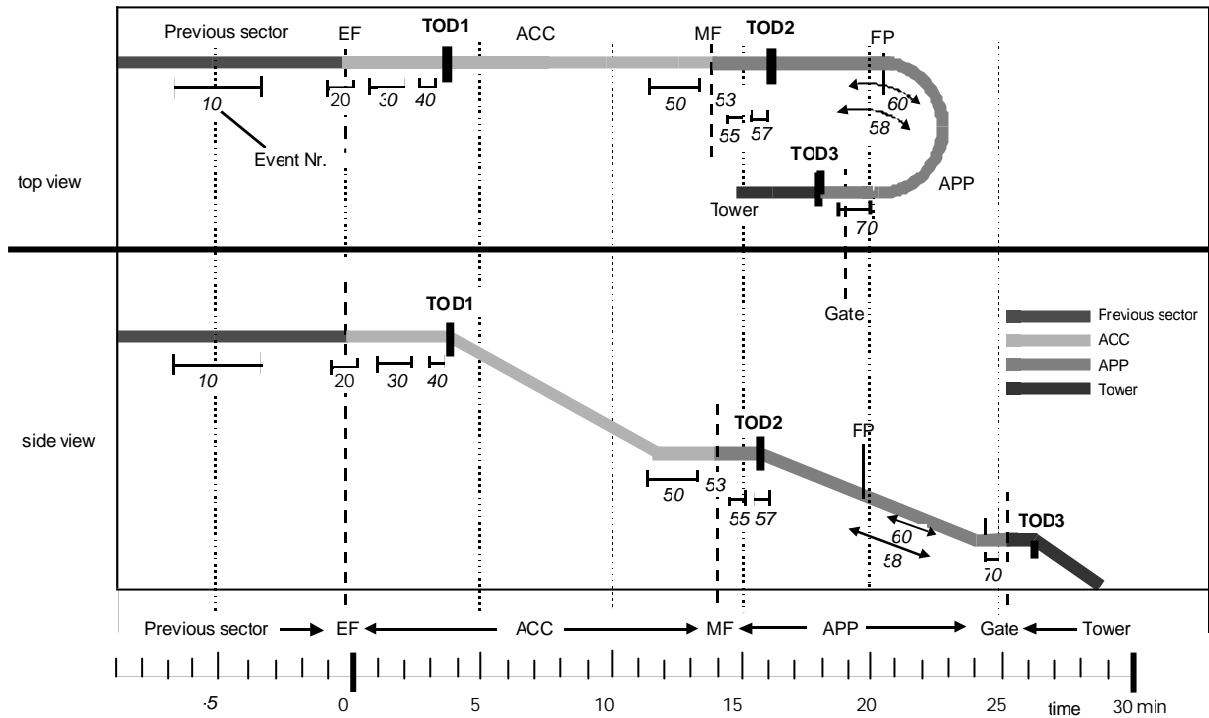 Previous sector EF TOD1 ACC MF TOD2 FP
10 20 30 40 50 53 60
55 57 58
Event Nr.
TOD3
top view
APP
Tower
70
Gate
TOD1
Frevious sector
ACC
APP
Tower
10 20 30 40
side view
TOD2
FP
50 53
55 57
TOD3
60
58
70
Previous sector EF ACC MF APP Gate Tower
-5 0 5 10 15 20 25 time 30 min